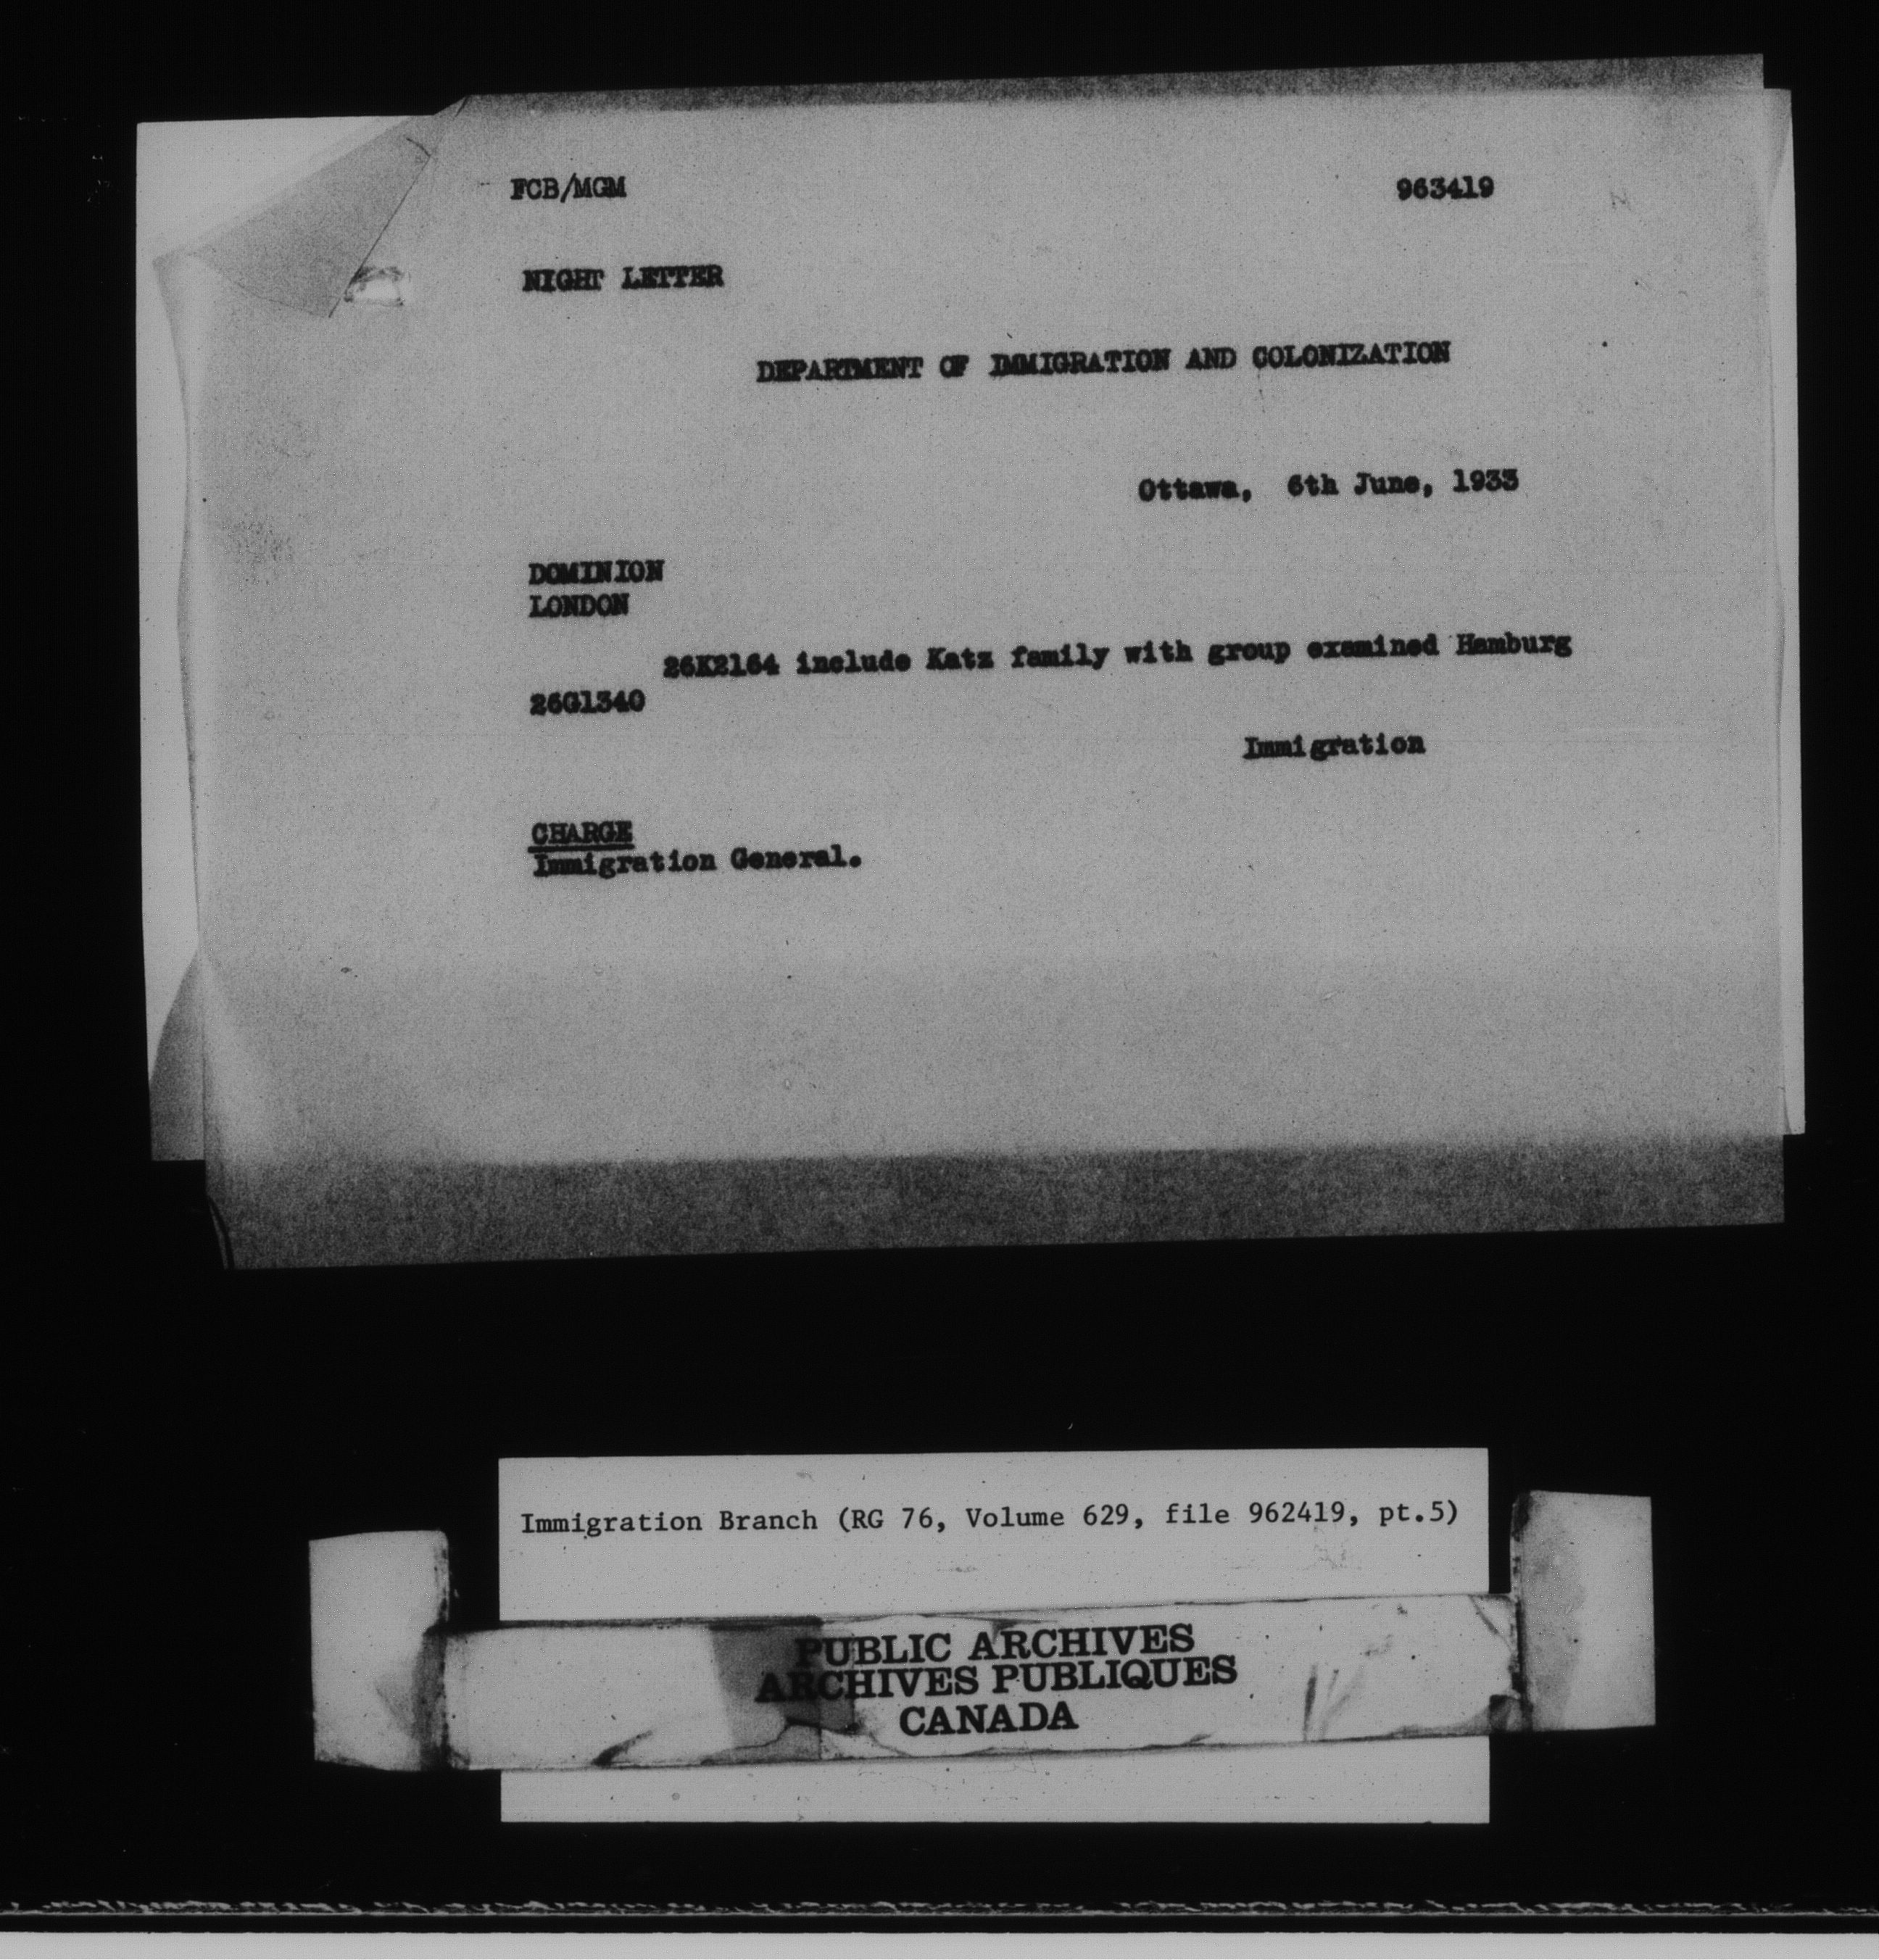 FCB/MGM 963419
NIGHT LETTER
DEPARTMENT OF IMMIGRATION AND COLONIZATION
Ottawa, 6th June, 1933
DOMINION
LONDON
26K2164 include Katz family with group examined Hamburg
26G1340
Immigration
CHARGE
Immigration General.
Immigration Branch (RG 76, Volume 629, file 962419, pt.5)
PUBLIC ARCHIVES
ARCHIVES PUBLIQUES
CANADA